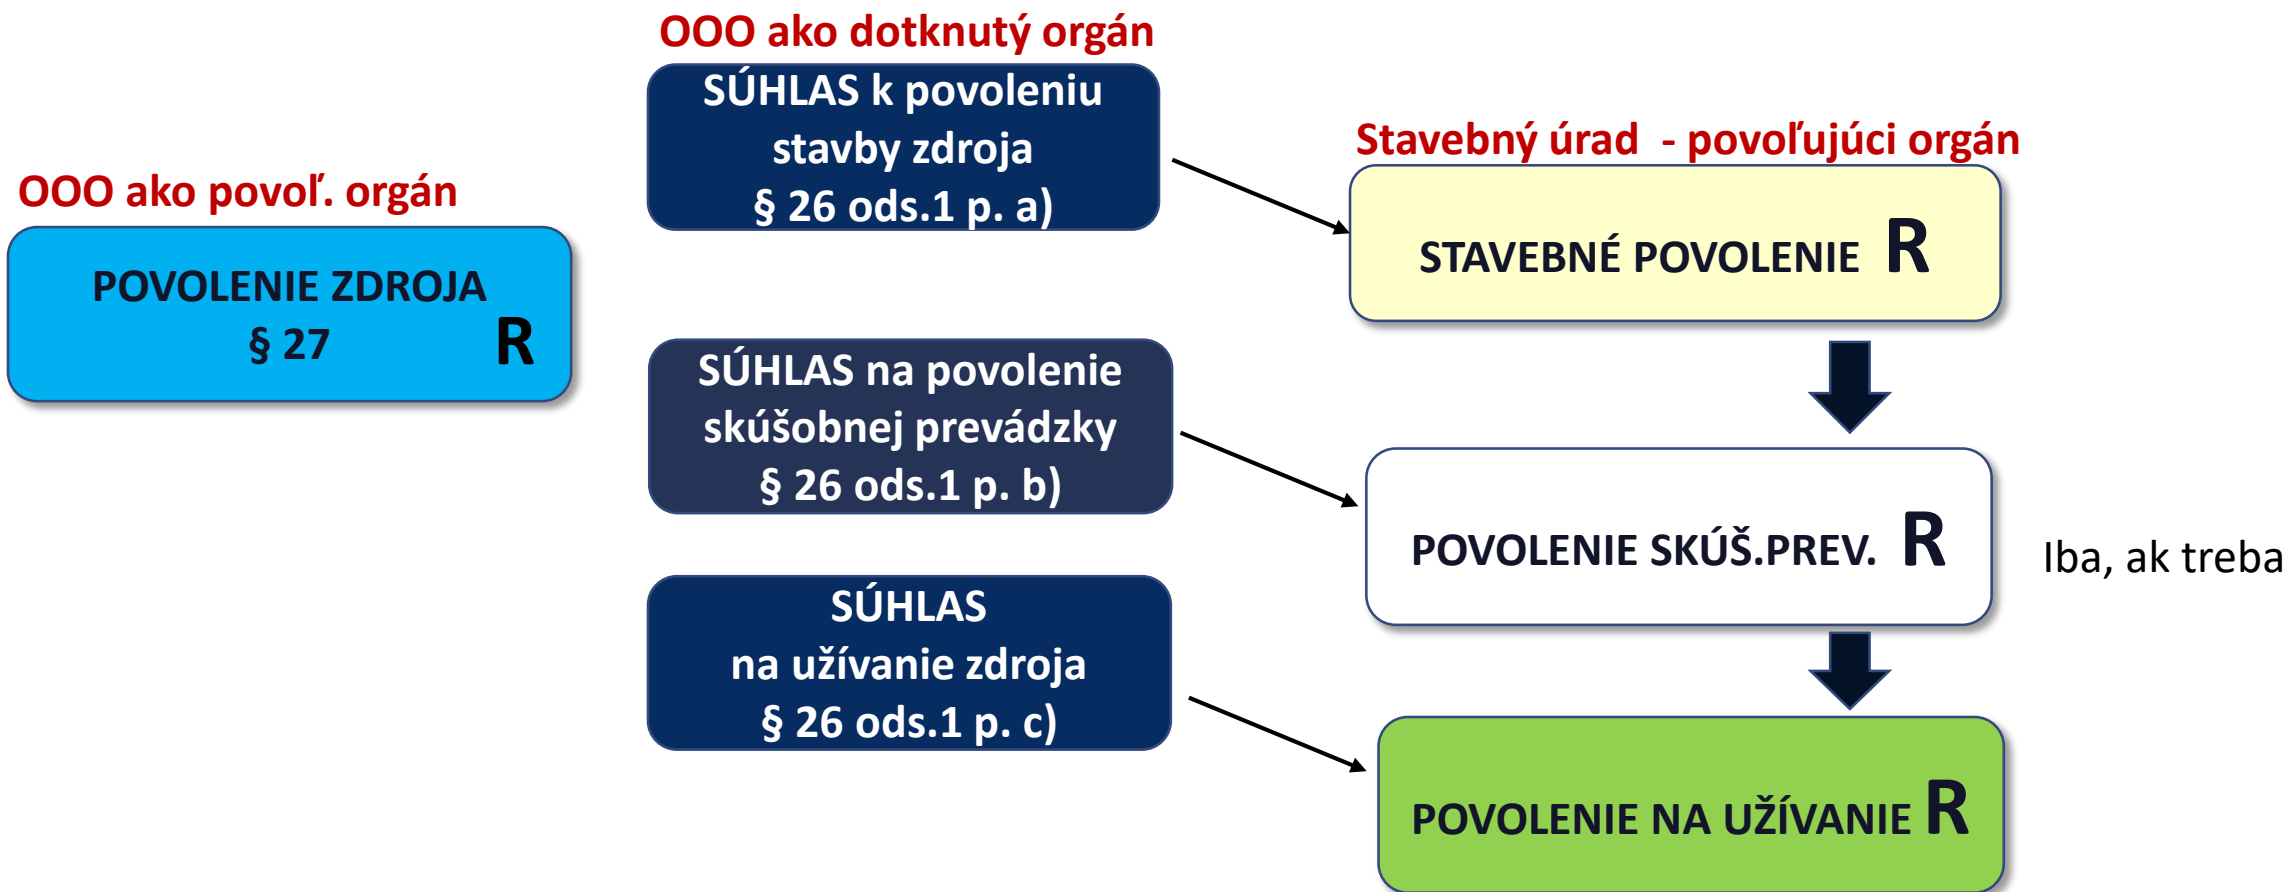 OOO ako povoľ. orgán
POVOLENIE ZDROJA
§ 27 R
OOO ako dotknutý orgán
SÚHLAS k povoleniu
stavby zdroja
§ 26 ods.1 p. a)
SÚHLAS na povolenie
skúšobnej prevádzky
§ 26 ods.1 p. b)
SÚHLAS
na užívanie zdroja
§ 26 ods.1 p. c)
Stavebný úrad - povoľujúci orgán
STAVEBNÉ POVOLENIE R
POVOLENIE SKÚŠ.PREV. R
Iba, ak treba
POVOLENIE NA UŽÍVANIE R